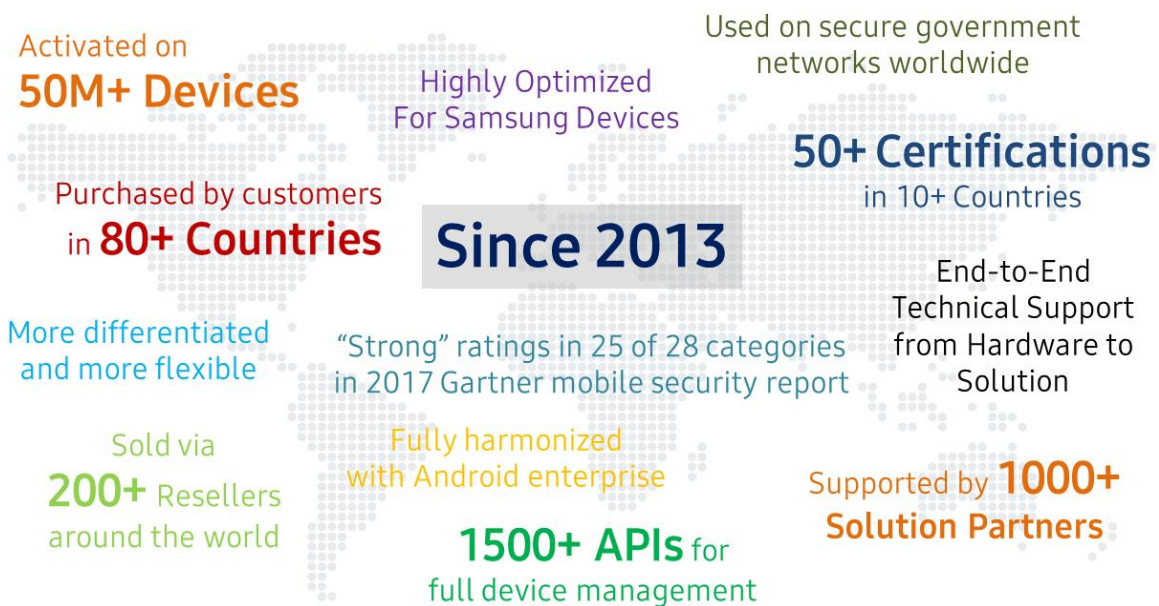 Activated on
50M+ Devices
Highly Optimized
For Samsung Devices
Used on secure government
networks worldwide
50+ Certifications
in 10+ Countries
Purchased by customers
in 80+ Countries
Since 2013
End-to-End
Technical Support
from Hardware to
Solution
More differentiated
and more flexible
“Strong” ratings in 25 of 28 categories
in 2017 Gartner mobile security report
Sold via
200+ Resellers
around the world
Fully harmonized
with Android enterprise
Supported by 1000+
Solution Partners
1500+ APIs for
full device management